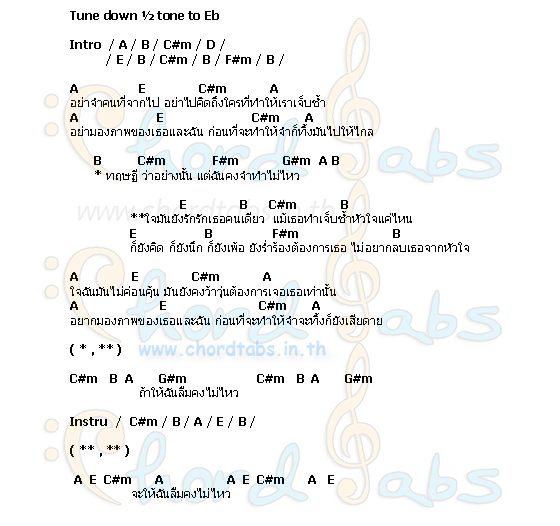 Tune down ½ tone to Eb
Intro / A / B / C#m / D /
/ E / B / C#m / B / F#m / B /
A E C#m A
อย่าจำคนที่จากไป อย่าไปคิดถึงใครที่ทำให้เราเจ็บช้ำ
A E C#m A
อย่ามองภาพของเธอและฉัน ก่อนที่จะทำให้จำก็ทิ้งมันไปให้ไกล
B C#m F#m G#m A B
* ทฤษฎี ว่าอย่างนั้น แต่ฉันคงจำทำไม่ไหว
E B C#m B
**ใจมันยังรักรักเธอคนเดียว แม้เธอทำเจ็บช้ำหัวใจแค่ไหน
E B F#m B
ก็ยังคิด ก็ยังนึก ก็ยังเพ้อ ยังร่ำร้องต้องการเธอ ไม่อยากลบเธอจากหัวใจ
A E C#m A
ใจฉันมันไม่ค่อยคุ้น มันยังคงว้าวุ่นต้องการเจอเธอเท่านั้น
A E C#m A
อยากมองภาพของเธอและฉัน ก่อนที่จะทำให้จำจะทิ้งก็ยังเสียดาย
( * , ** )
www.chordtabs.in.th
C#m B A G#m C#m B A G#m
ถ้าให้ฉันลืมคงไม่ไหว
Instru / C#m / B / A / E / B /
( ** , ** )
A E C#m A A E C#m A E
จะให้ฉันลืมคงไม่ไหว